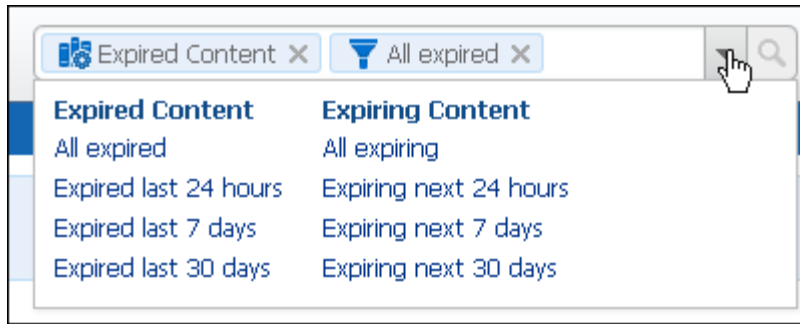 Expired Content All expired
Expired Content Expiring Content
All expired All expiring
Expired last 24 hours Expiring next 24 hours
Expired last 7 days Expiring next 7 days
Expired last 30 days Expiring next 30 days